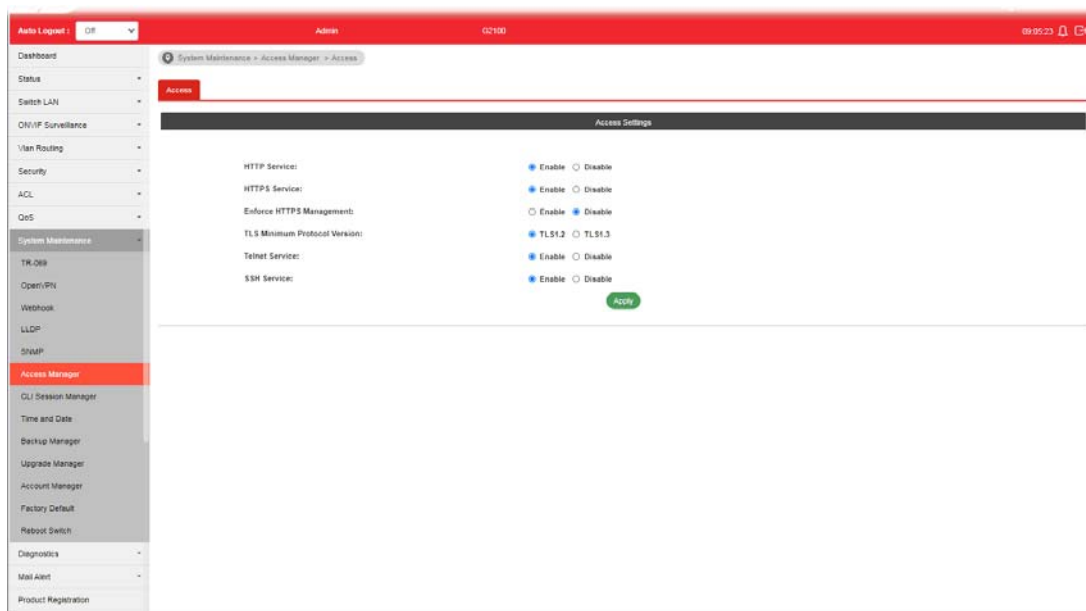 Auto Logout : Off Admin G2100 09:05:23
Dashboard
Status
Switch LAN
ONVIF Surveillance
Vlan Routing
Security
ACL
QoS
System Maintenance
TR-069
OpenVPN
Webhook
LLDP
SNMP
Access Manager
CLI Session Manager
Time and Date
Backup Manager
Upgrade Manager
Account Manager
Factory Default
Reboot Switch
Diagnostics
Mail Alert
Product Registration
System Maintenance > Access Manager > Access
Access
Access Settings
HTTP Service: Enable Disable
HTTPS Service: Enable Disable
Enforce HTTPS Management: Enable Disable
TLS Minimum Protocol Version: TLS1.2 TLS1.3
Telnet Service: Enable Disable
SSH Service: Enable Disable
Apply